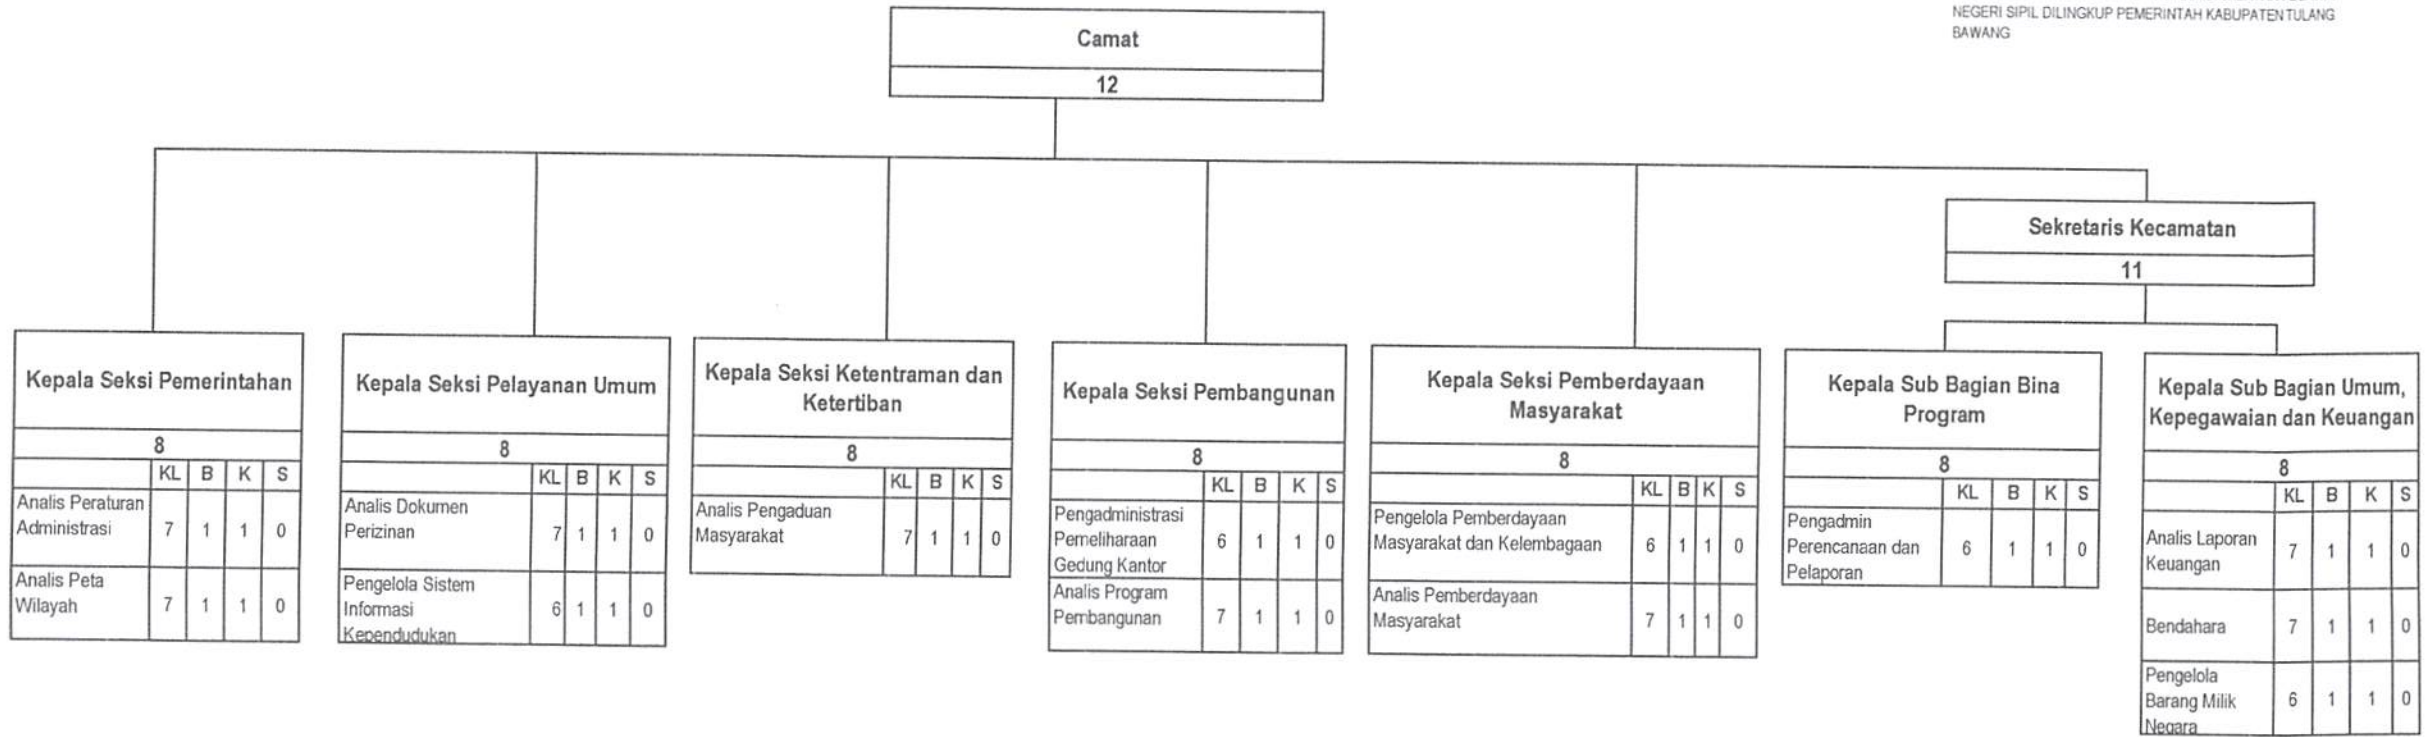 NEGERI SIPIL DILINGKUP PEMERINTAH KABUPATEN TULANG
BAWANG
Camat
12
Sekretaris Kecamatan
11
Kepala Seksi Pemerintahan
8
KL B K S
Analis Peraturan
Administrasi 7 1 1 0
Analis Peta
Wilayah 7 1 1 0
Kepala Seksi Pelayanan Umum
8
KL B K S
Analis Dokumen
Perizinan 7 1 1 0
Pengelola Sistem
Informasi 6 1 1 0
Kependudukan
Kepala Seksi Ketentraman dan
Ketertiban
8
KL B K S
Analis Pengaduan
Masyarakat 7 1 1 0
Kepala Seksi Pembangunan
8
KL B K S
Pengadministrasi
Pemeliharaan 6 1 1 0
Gedung Kantor
Analis Program
Pembangunan 7 1 1 0
Kepala Seksi Pemberdayaan
Masyarakat
8
KL B K S
Pengelola Pemberdayaan
Masyarakat dan Kelembagaan 6 1 1 0
Analis Pemberdayaan
Masyarakat 7 1 1 0
Kepala Sub Bagian Bina
Program
8
KL B K S
Pengadmin
Perencanaan dan 6 1 1 0
Pelaporan
Kepala Sub Bagian Umum,
Kepegawaian dan Keuangan
8
KL B K S
Analis Laporan
Keuangan 7 1 1 0
Bendahara 7 1 1 0
Pengelola
Barang Milik 6 1 1 0
Negara